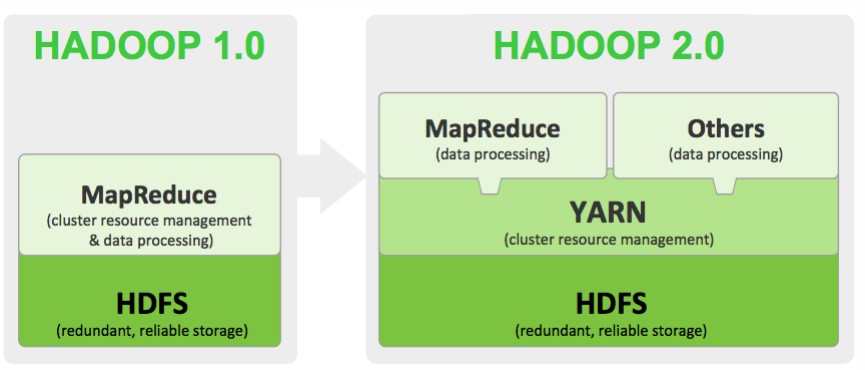 HADOOP 1.0
MapReduce
(cluster resource management
& data processing)
HDFS
(redundant, reliable storage)
HADOOP 2.0
MapReduce
(data processing)
Others
(data processing)
YARN
(cluster resource management)
HDFS
(redundant, reliable storage)